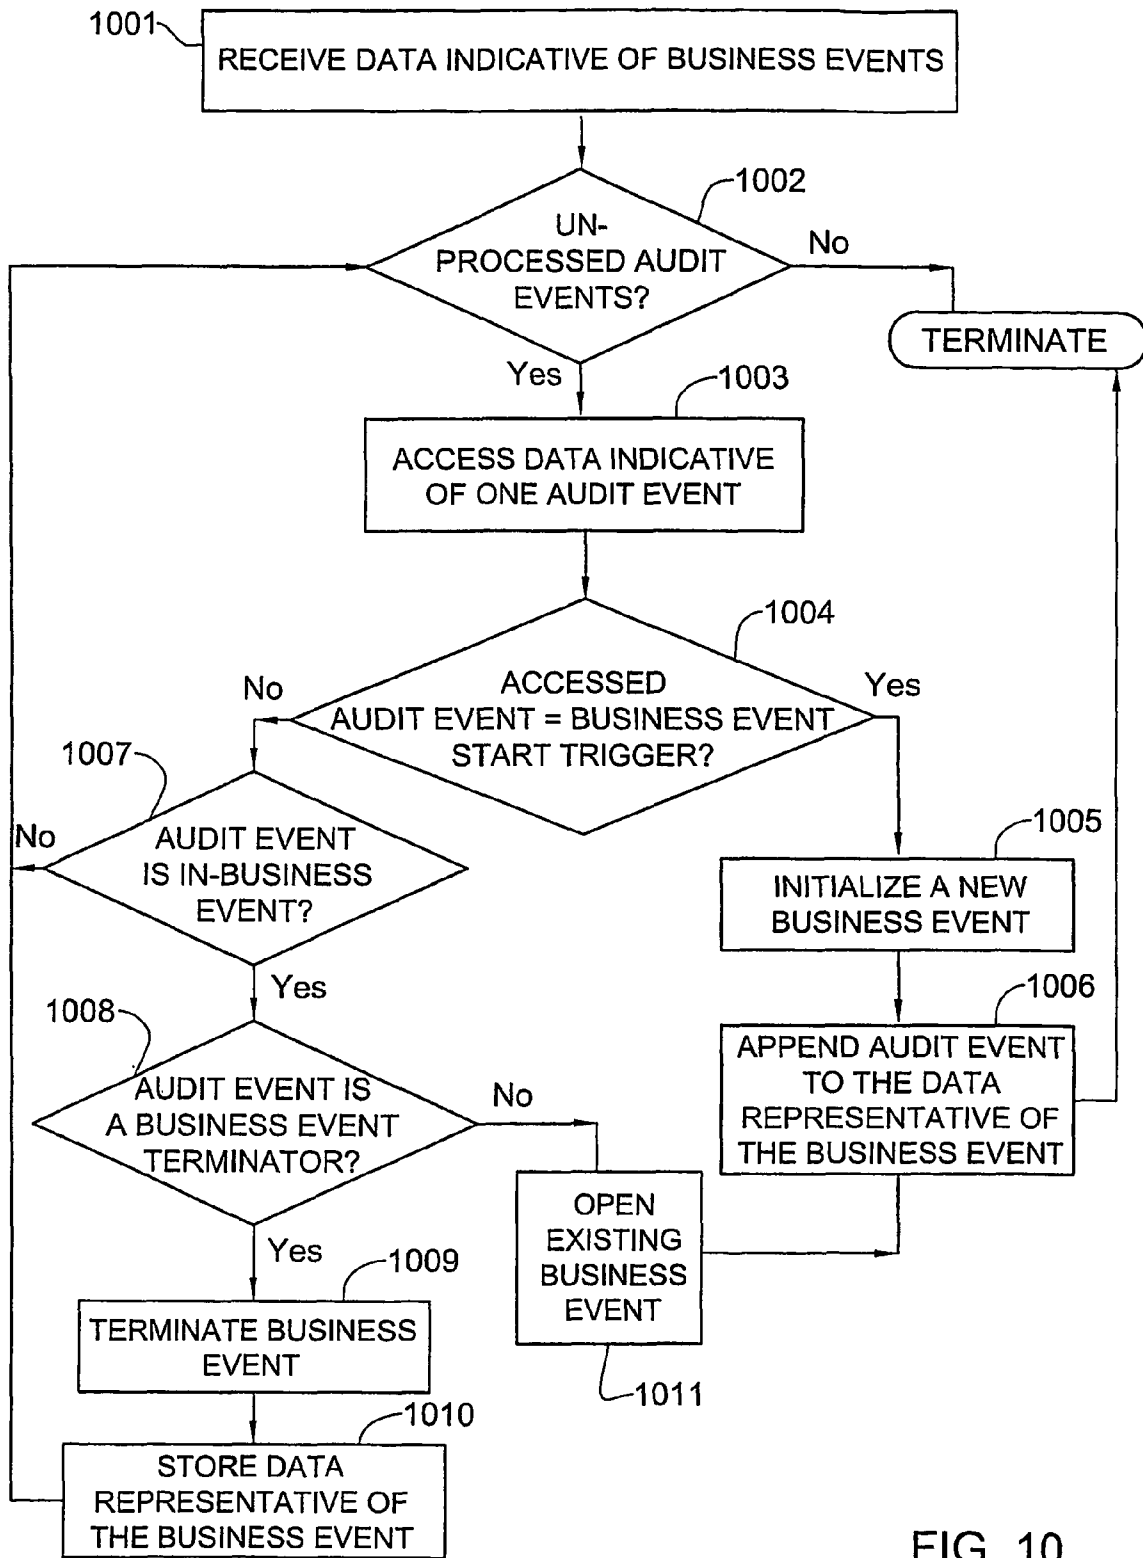 1001
RECEIVE DATA INDICATIVE OF BUSINESS EVENTS
1002
UN-
PROCESSED AUDIT
EVENTS?
No
TERMINATE
Yes
1003
ACCESS DATA INDICATIVE
OF ONE AUDIT EVENT
1004
ACCESSED
AUDIT EVENT = BUSINESS EVENT
START TRIGGER?
No
Yes
1007
AUDIT EVENT
IS IN-BUSINESS
EVENT?
No
Yes
1005
INITIALIZE A NEW
BUSINESS EVENT
1006
APPEND AUDIT EVENT
TO THE DATA
REPRESENTATIVE OF
THE BUSINESS EVENT
1008
AUDIT EVENT IS
A BUSINESS EVENT
TERMINATOR?
No
Yes
OPEN
EXISTING
BUSINESS
EVENT
1011
1009
TERMINATE BUSINESS
EVENT
1010
STORE DATA
REPRESENTATIVE OF
THE BUSINESS EVENT
FIG. 10